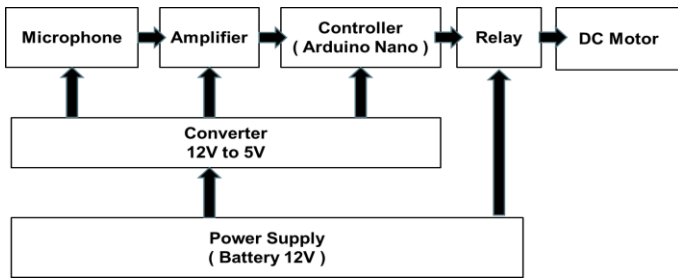 Microphone
Amplifier
Controller
( Arduino Nano )
Relay
DC Motor
Converter
12V to 5V
Power Supply
( Battery 12V )